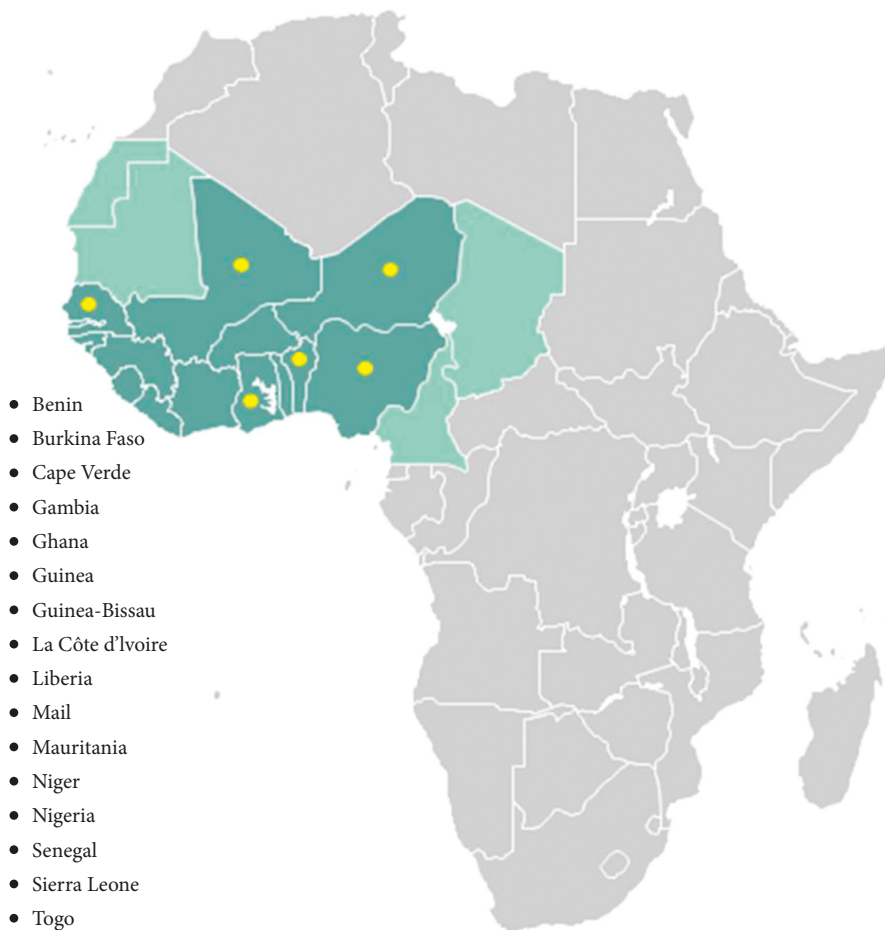 • Benin
• Burkina Faso
• Cape Verde
• Gambia
• Ghana
• Guinea
• Guinea-Bissau
• La Côte d'lvoire
• Liberia
• Mail
• Mauritania
• Niger
• Nigeria
• Senegal
• Sierra Leone
• Togo